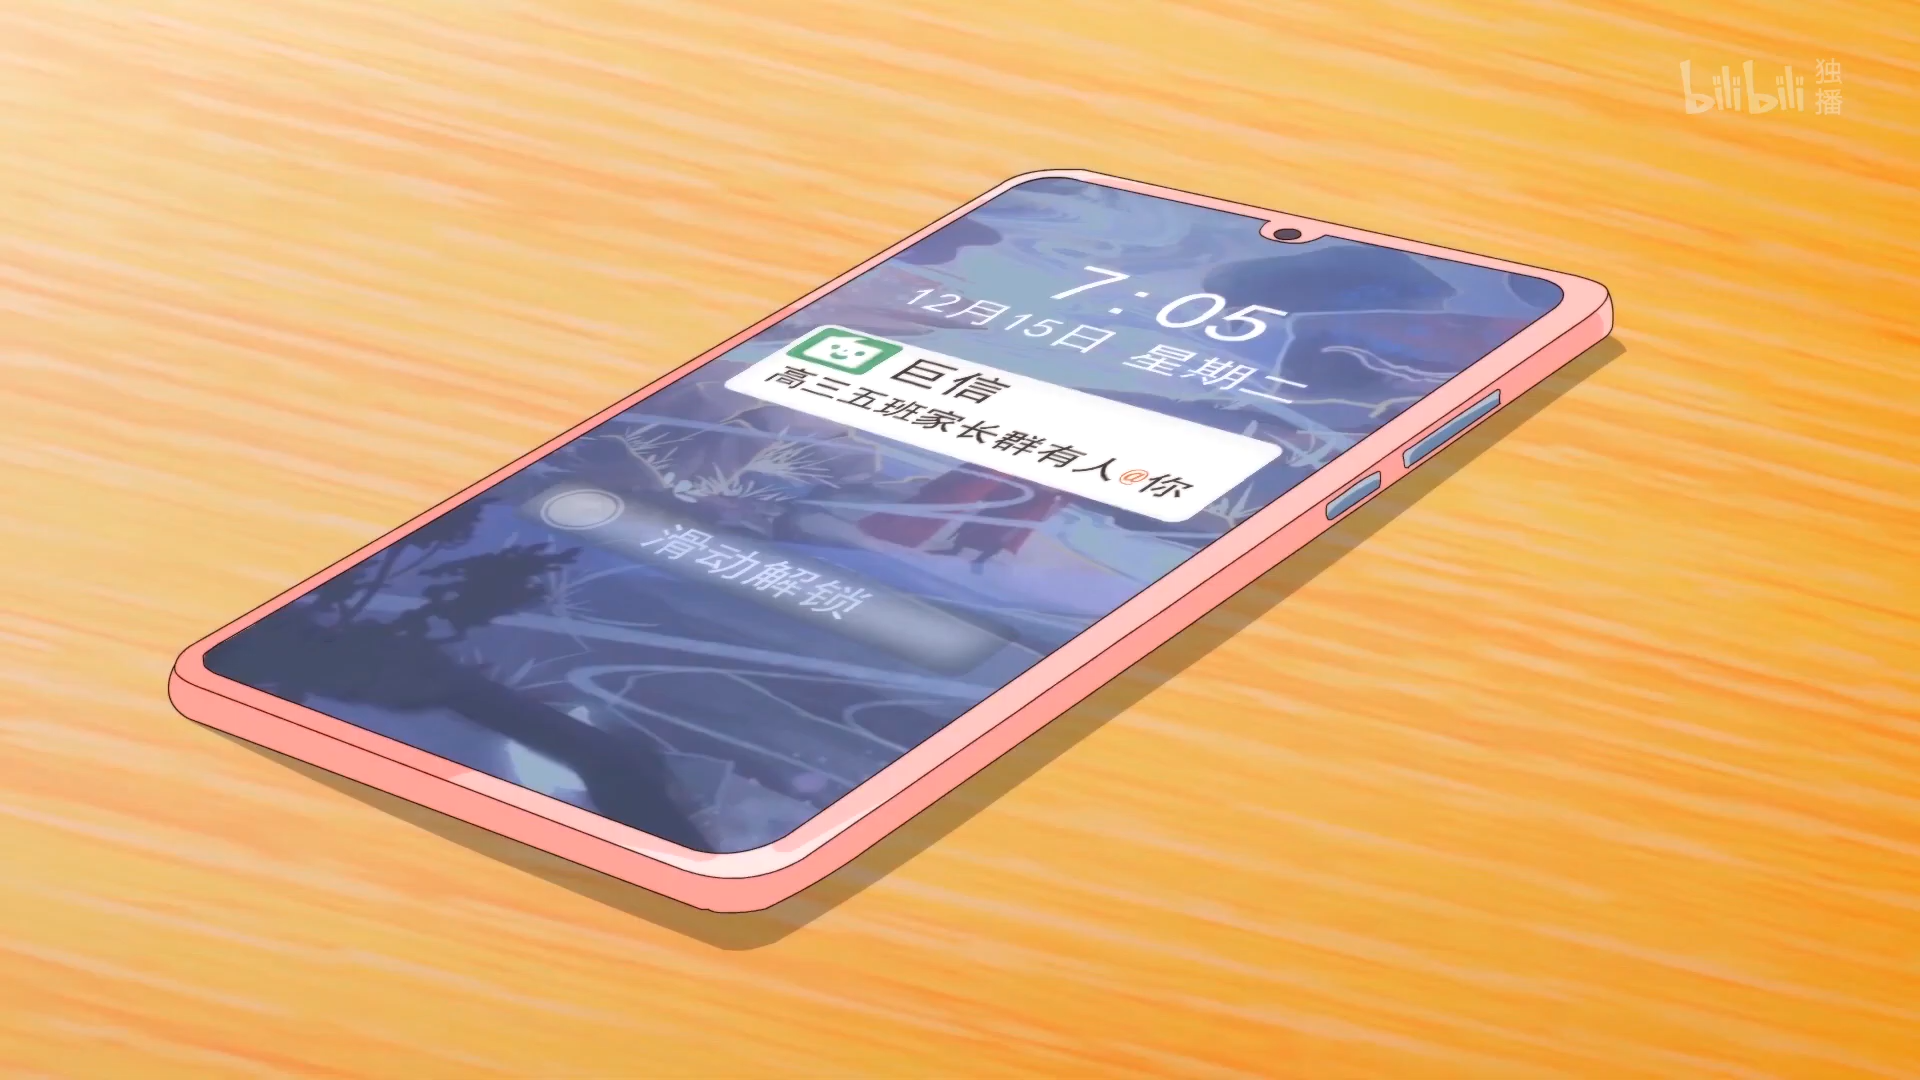 bilibili 独播
7:05
12月15日 星期二
巨信
高三五班家长群有人@你
滑动解锁